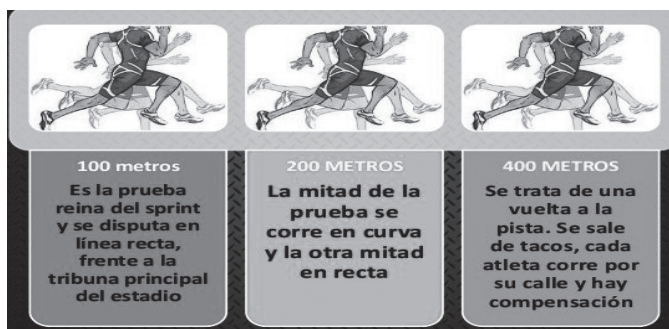 100 metros
Es la prueba
reina del sprint
y se disputa en
línea recta,
frente a la
tribuna principal
del estadio
200 METROS
La mitad de la
prueba se
corre en curva
y la otra mitad
en recta
400 METROS
Se trata de una
vuelta a la
pista. Se sale
de tacos, cada
atleta corre por
su calle y hay
compensación